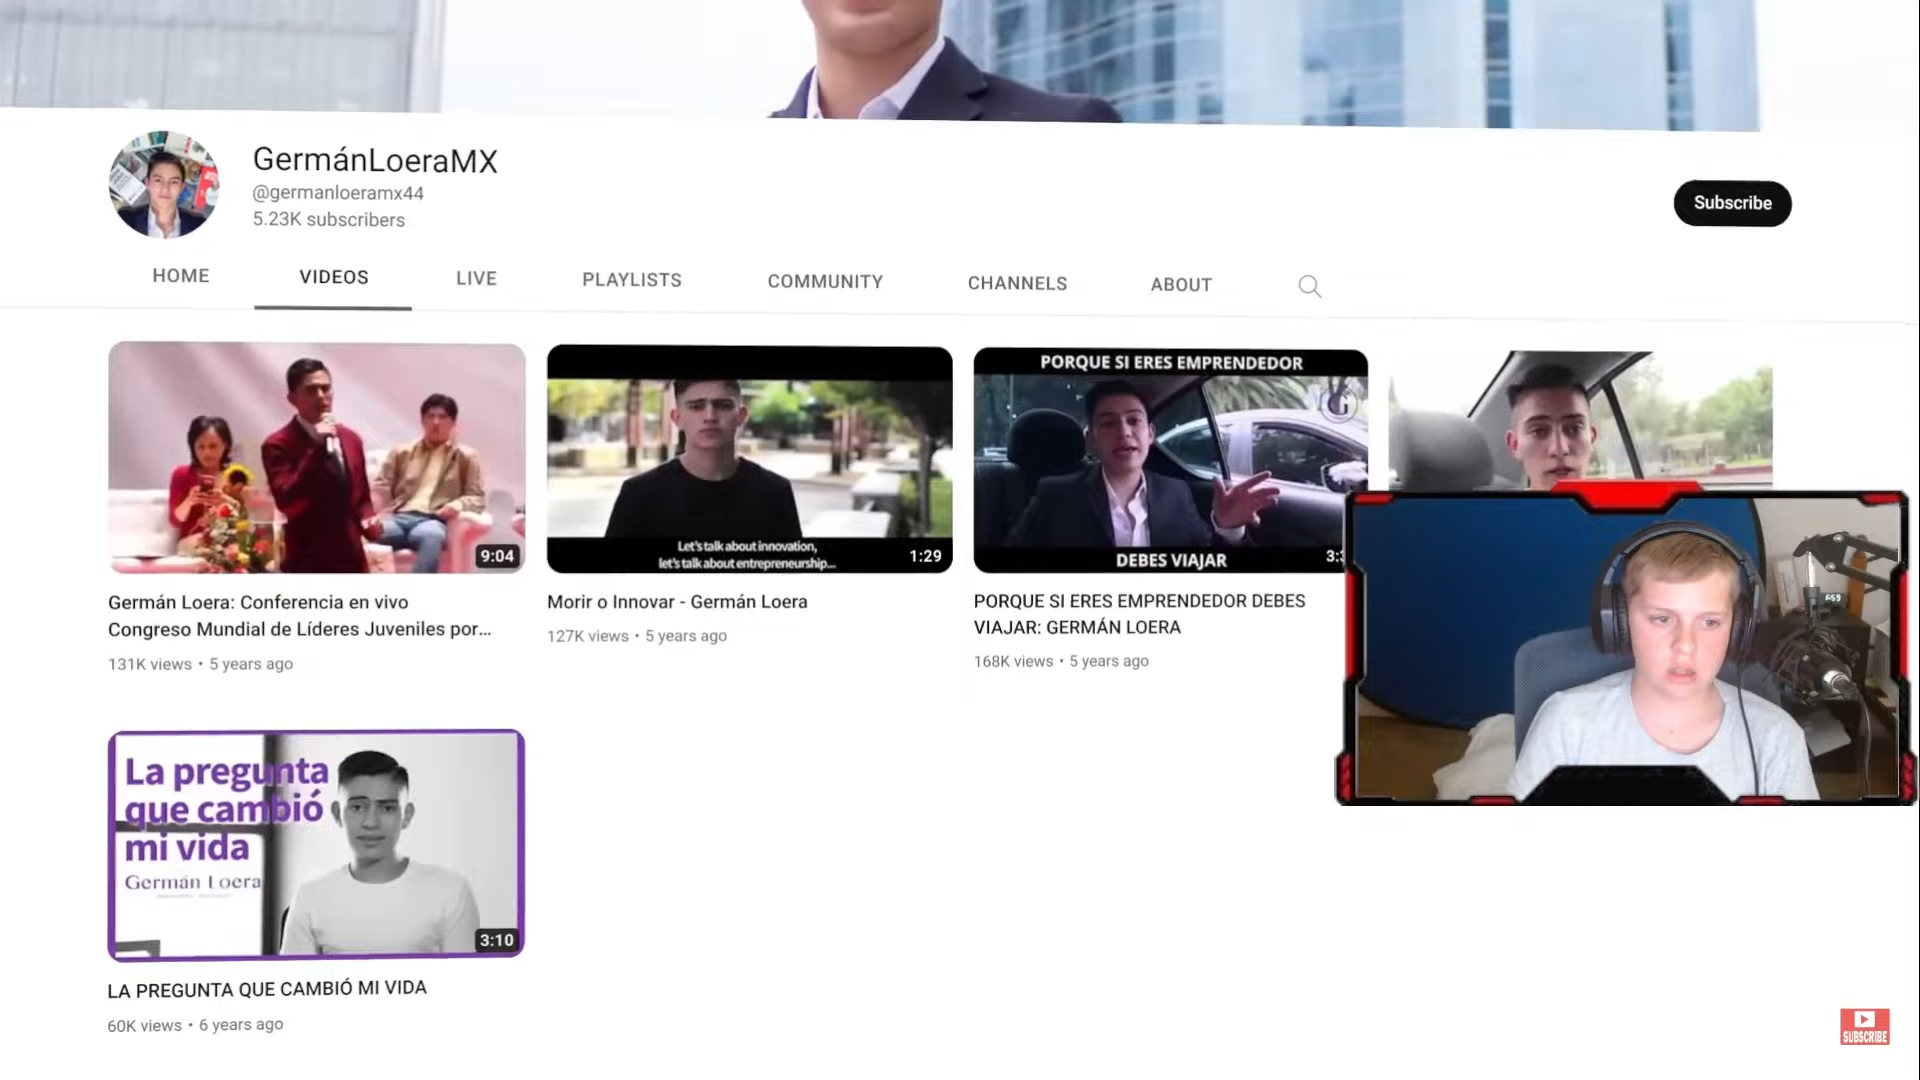 GermánLoeraMX
@germanloeramx44
5.23K subscribers
Subscribe
HOME
VIDEOS
LIVE
PLAYLISTS
COMMUNITY
CHANNELS
ABOUT
9:04
Let's talk about innovation,
let's talk about entrepreneurship...
1:29
PORQUE SI ERES EMPRENDEDOR
G
DEBES VIAJAR
Germán Loera: Conferencia en vivo
Congreso Mundial de Líderes Juveniles por...
131K views • 5 years ago
Morir o Innovar - Germán Loera
127K views • 5 years ago
PORQUE SI ERES EMPRENDEDOR DEBES
VIAJAR: GERMÁN LOERA
168K views • 5 years ago
La pregunta
que cambió
mi vida
Germán Loera
3:10
LA PREGUNTA QUE CAMBIÓ MI VIDA
60K views • 6 years ago
SUBSCRIBE